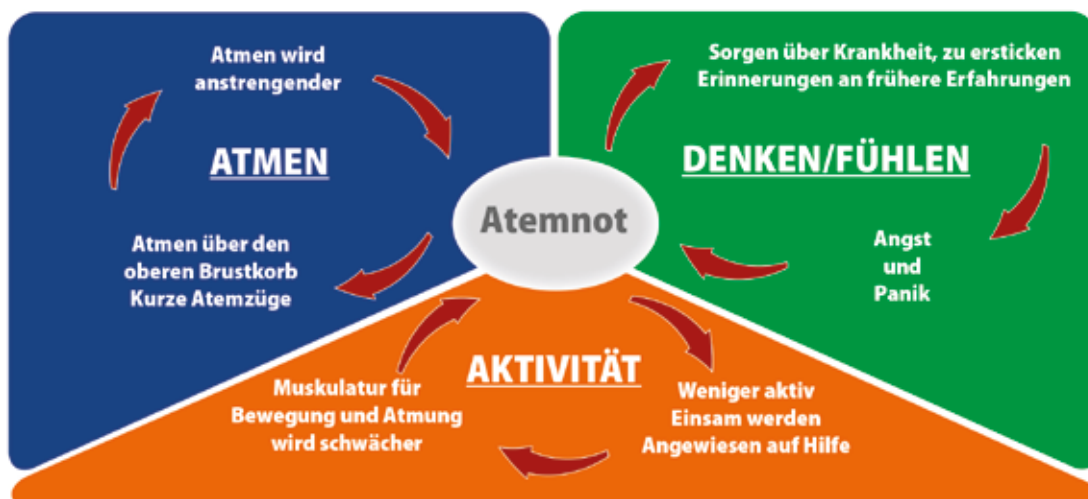 Atmen wird
anstrengender
ATMEN
Atmen über den
oberen Brustkorb
Kurze Atemzüge
Sorgen über Krankheit, zu ersticken
Erinnerungen an frühere Erfahrungen
DENKEN/FÜHLEN
Angst
und
Panik
Atemnot
AKTIVITÄT
Muskulatur für
Bewegung und Atmung
wird schwächer
Weniger aktiv
Einsam werden
Angewiesen auf Hilfe